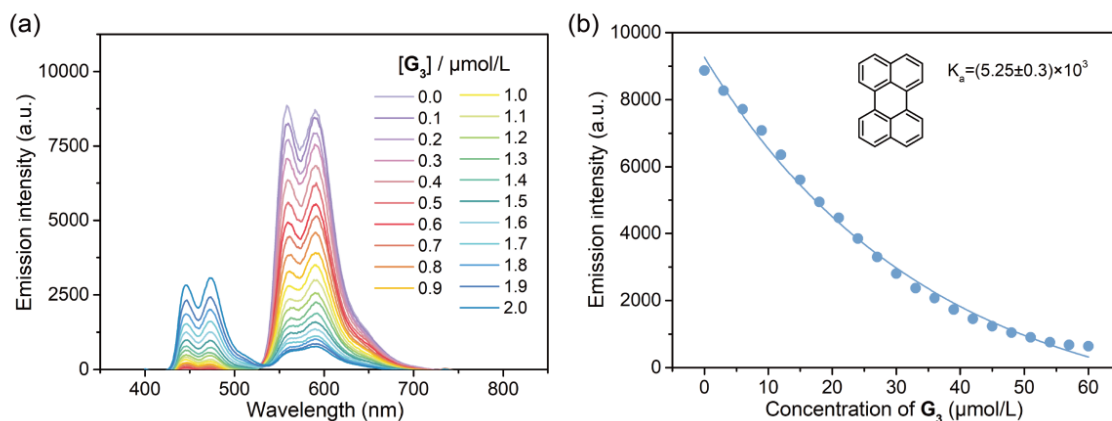 (a)
[G₃] / μmol/L
0.0 1.0
0.1 1.1
0.2 1.2
0.3 1.3
0.4 1.4
0.5 1.5
0.6 1.6
0.7 1.7
0.8 1.8
0.9 1.9
2.0
Emission intensity (a.u.)
10000
7500
5000
2500
0
400 500 600 700 800
Wavelength (nm)
(b)
Kₐ=(5.25±0.3)×10³
Emission intensity (a.u.)
10000
8000
6000
4000
2000
0
0 10 20 30 40 50 60
Concentration of G₃ (μmol/L)